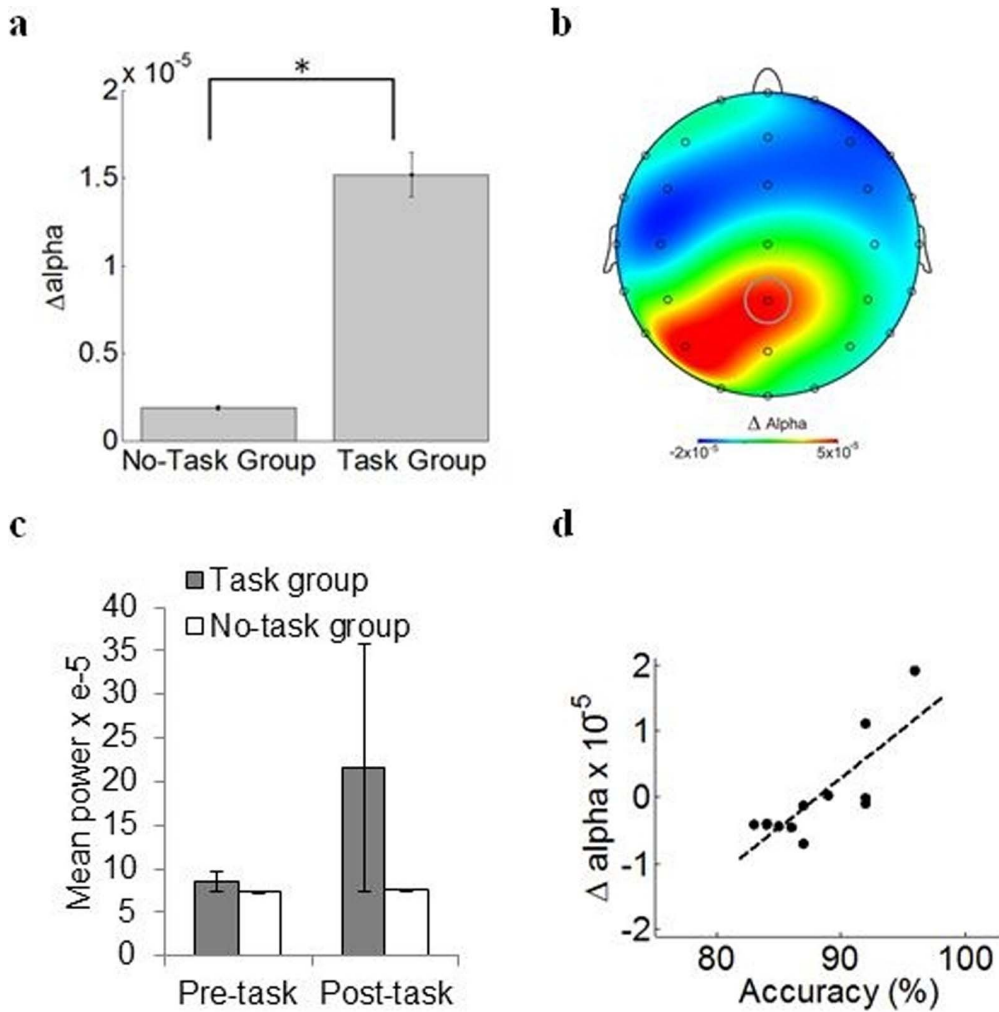 a
x 10⁻⁵
2
*
1.5
1
0.5
0
Δalpha
No-Task Group Task Group
b
Δ Alpha
-2x10⁻⁵ 5x10⁻⁵
c
Task group
No-task group
40
35
30
25
20
15
10
5
0
Mean power x e-5
Pre-task Post-task
d
2
1
0
-1
-2
Δ alpha x 10⁻⁵
80 90 100
Accuracy (%)